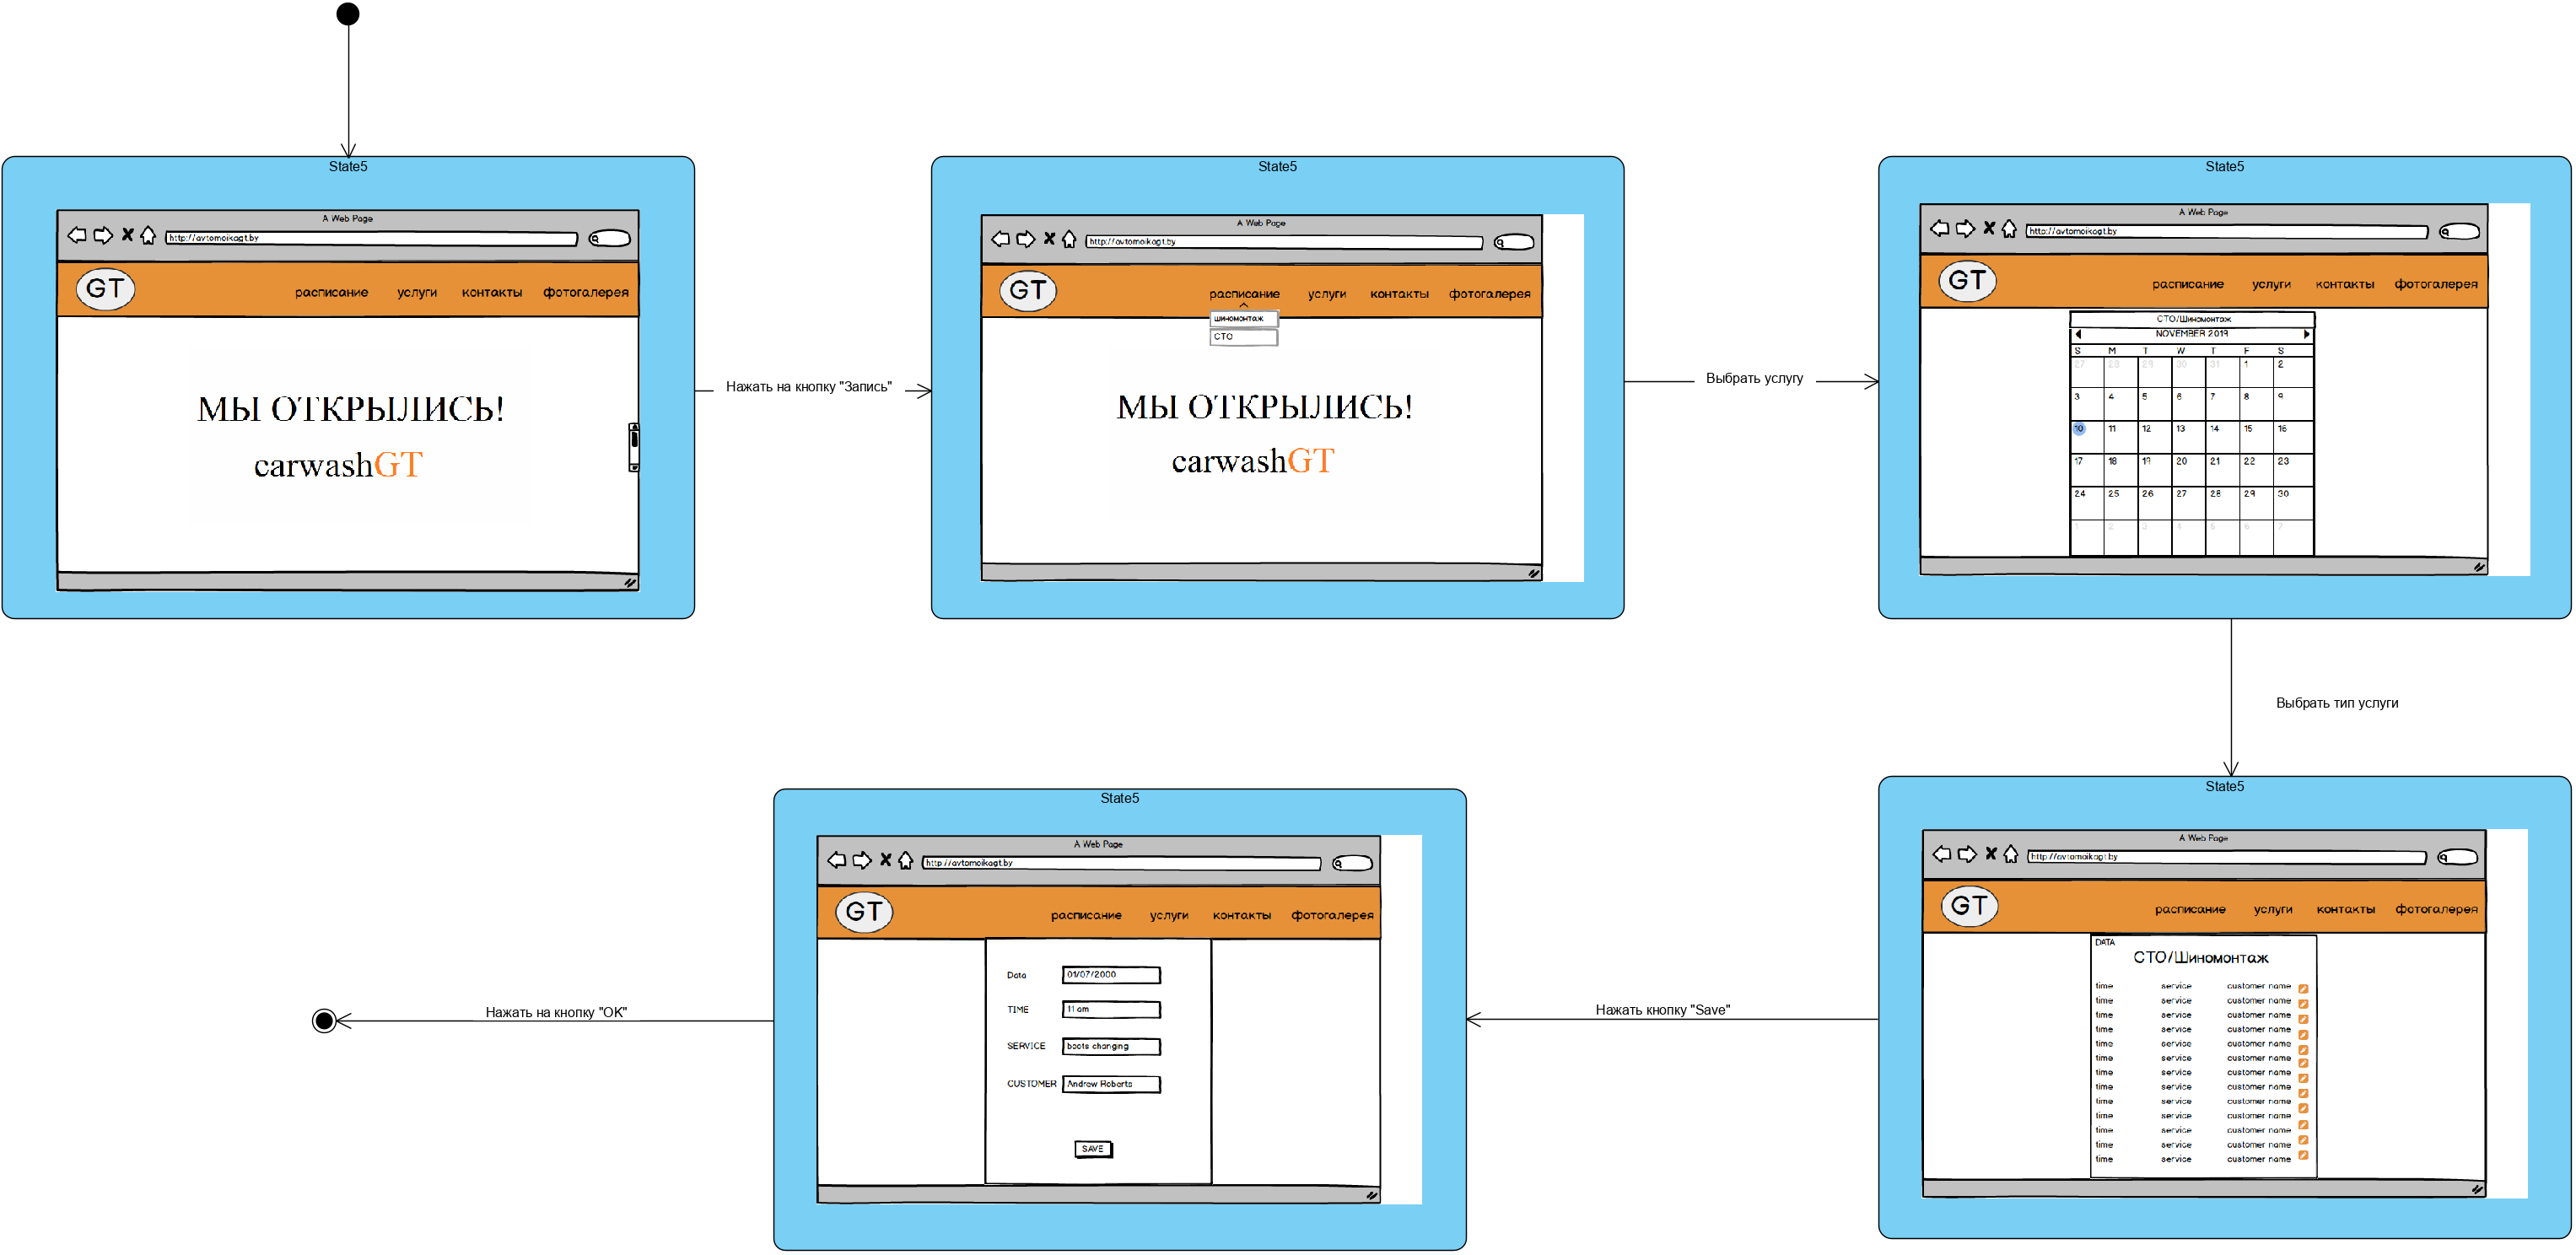 State5
A Web Page
http://avtomoikagt.by
GT
расписание услуги контакты фотогалерея
МЫ ОТКРЫЛИСЬ!
carwashGT
Нажать на кнопку "Запись"
State5
A Web Page
http://avtomoikagt.by
GT
расписание услуги контакты фотогалерея
шиномонтаж
СТО
МЫ ОТКРЫЛИСЬ!
carwashGT
Выбрать услугу
State5
A Web Page
http://avtomoikagt.by
GT
расписание услуги контакты фотогалерея
СТО/Шиномонтаж
NOVEMBER 2019
S M T W T F S
27 28 29 30 31 1 2
3 4 5 6 7 8 9
10 11 12 13 14 15 16
17 18 19 20 21 22 23
24 25 26 27 28 29 30
1 2 3 4 5 6 7
Выбрать тип услуги
State5
A Web Page
http://avtomoikagt.by
GT
расписание услуги контакты фотогалерея
DATA
СТО/Шиномонтаж
time service customer name
time service customer name
time service customer name
time service customer name
time service customer name
time service customer name
time service customer name
time service customer name
time service customer name
time service customer name
time service customer name
time service customer name
time service customer name
Нажать кнопку "Save"
State5
A Web Page
http://avtomoikagt.by
GT
расписание услуги контакты фотогалерея
Data 01/07/2000
TIME 11 am
SERVICE boots changing
CUSTOMER Andrew Roberts
SAVE
Нажать на кнопку "OK"